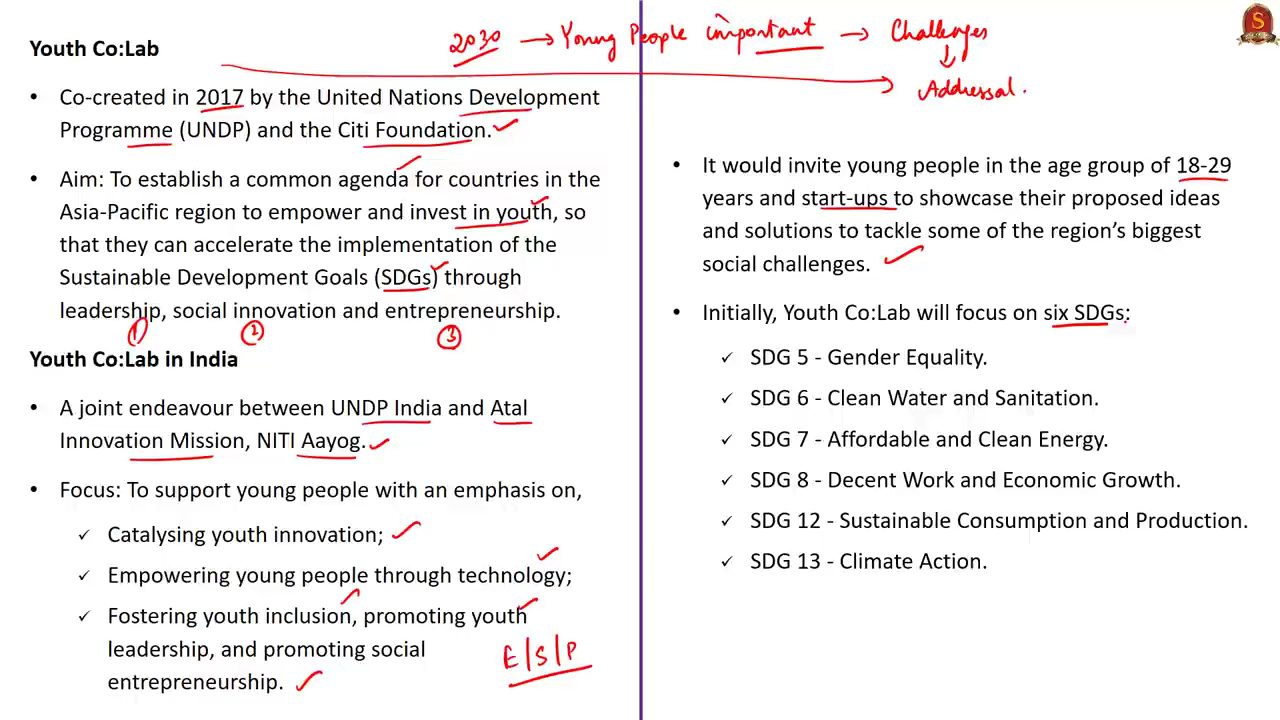 2030 → Young People important → Challenges
↓
Addressal.
Youth Co:Lab
• Co-created in 2017 by the United Nations Development
Programme (UNDP) and the Citi Foundation.
• Aim: To establish a common agenda for countries in the
Asia-Pacific region to empower and invest in youth, so
that they can accelerate the implementation of the
Sustainable Development Goals (SDGs) through
leadership, social innovation and entrepreneurship.
1 2 3
Youth Co:Lab in India
• A joint endeavour between UNDP India and Atal
Innovation Mission, NITI Aayog.
• Focus: To support young people with an emphasis on,
✓ Catalysing youth innovation;
✓ Empowering young people through technology;
✓ Fostering youth inclusion, promoting youth
leadership, and promoting social
entrepreneurship.
E/S/P
• It would invite young people in the age group of 18-29
years and start-ups to showcase their proposed ideas
and solutions to tackle some of the region's biggest
social challenges.
• Initially, Youth Co:Lab will focus on six SDGs:
✓ SDG 5 - Gender Equality.
✓ SDG 6 - Clean Water and Sanitation.
✓ SDG 7 - Affordable and Clean Energy.
✓ SDG 8 - Decent Work and Economic Growth.
✓ SDG 12 - Sustainable Consumption and Production.
✓ SDG 13 - Climate Action.
S